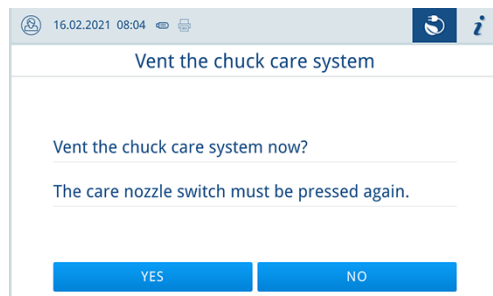 16.02.2021 08:04
i
Vent the chuck care system
Vent the chuck care system now?
The care nozzle switch must be pressed again.
YES
NO